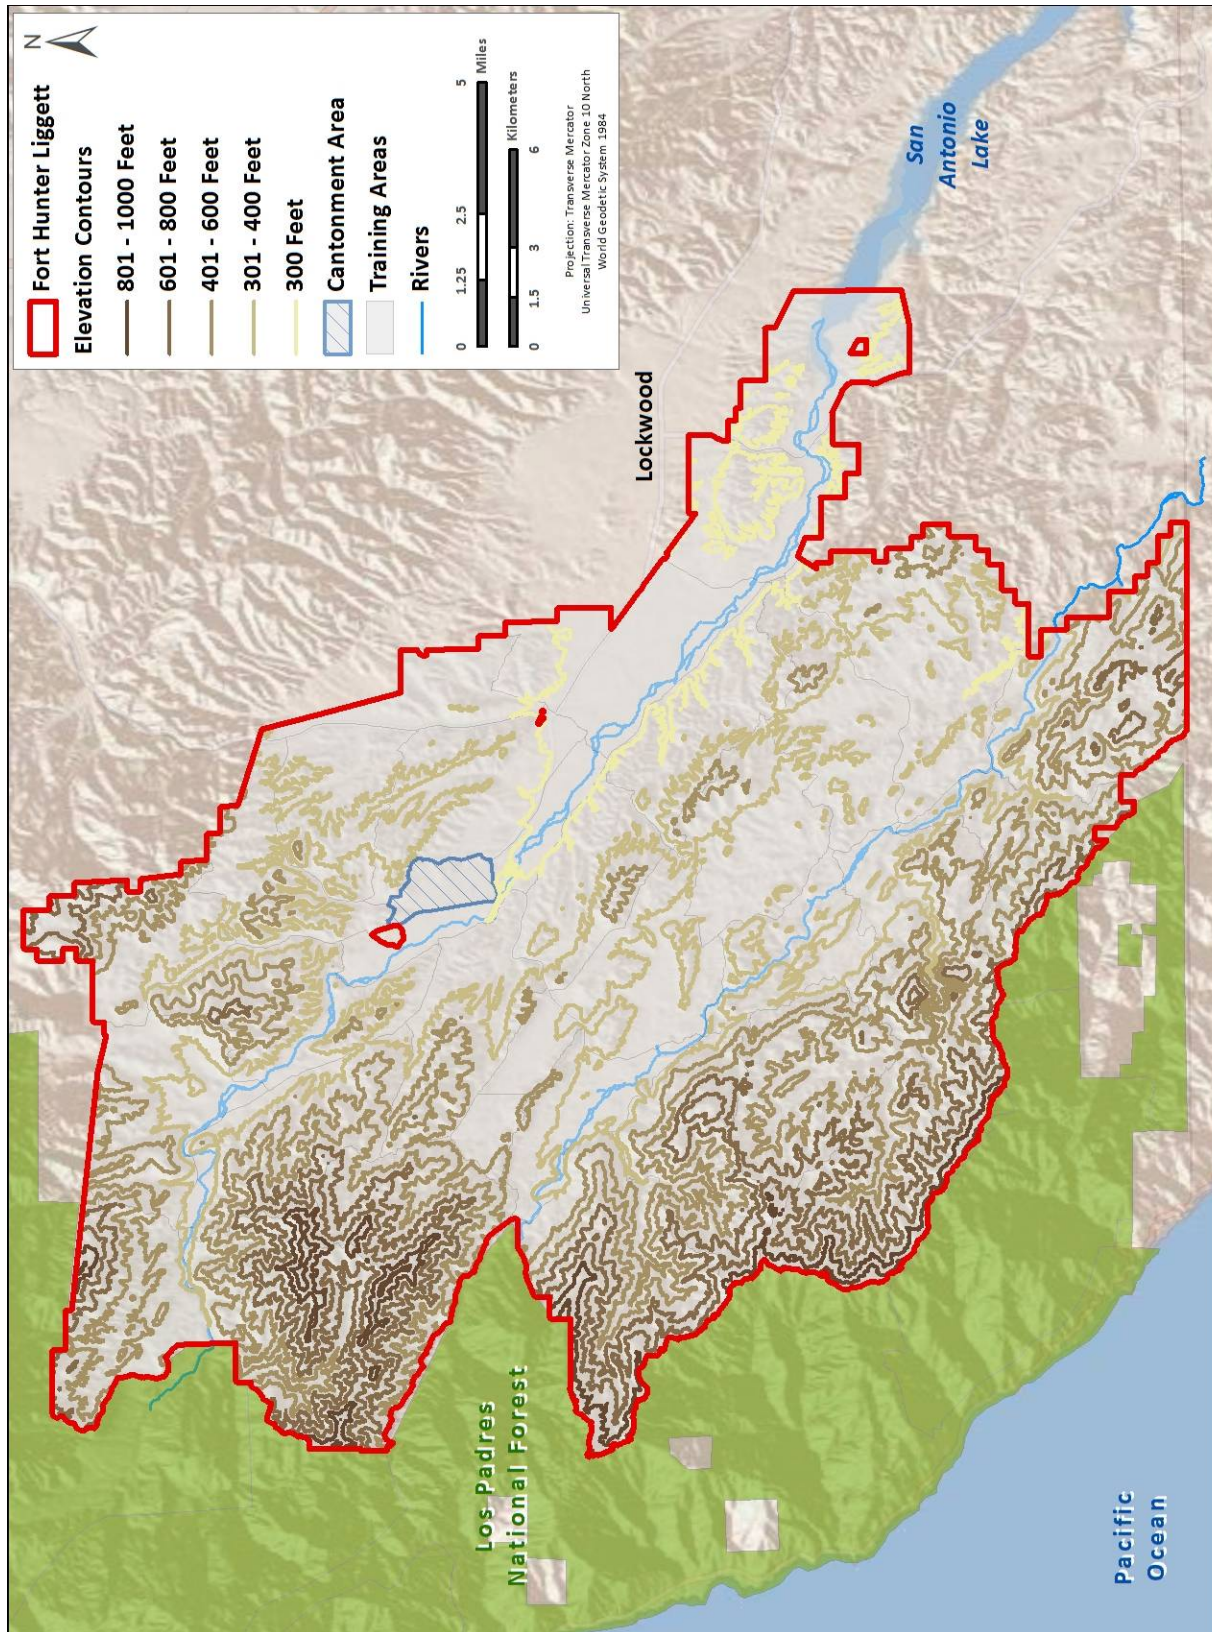 N
Fort Hunter Liggett
Elevation Contours
801 - 1000 Feet
601 - 800 Feet
401 - 600 Feet
301 - 400 Feet
300 Feet
Cantonment Area
Training Areas
Rivers
0 1.25 2.5 5
Miles
Kilometers
0 1.5 3 6
Projection: Transverse Mercator
Universal Transverse Mercator Zone 10 North
World Geodetic System 1984
Lockwood
San
Antonio
Lake
Los Padres
National Forest
Pacific
Ocean